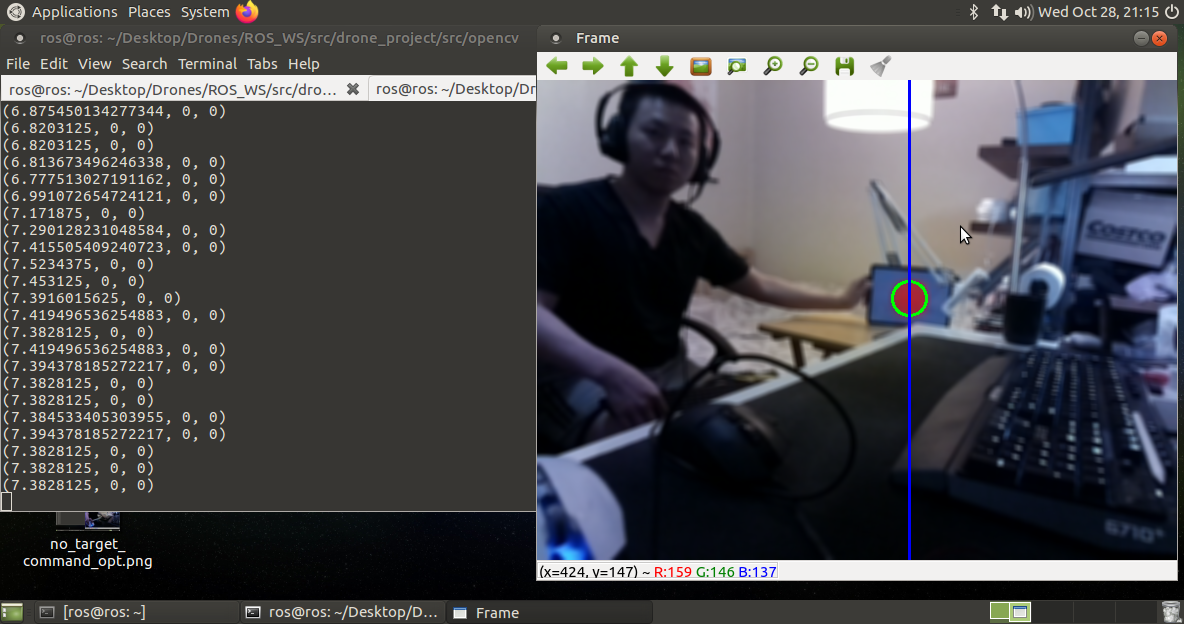 Applications Places System Wed Oct 28, 21:15
ros@ros: ~/Desktop/Drones/ROS_WS/src/drone_project/src/opencv
Frame
File Edit View Search Terminal Tabs Help
ros@ros: ~/Desktop/Drones/ROS_WS/src/dro... ros@ros: ~/Desktop/Dr
(6.875450134277344, 0, 0)
(6.8203125, 0, 0)
(6.8203125, 0, 0)
(6.813673496246338, 0, 0)
(6.777513027191162, 0, 0)
(6.991072654724121, 0, 0)
(7.171875, 0, 0)
(7.290128231048584, 0, 0)
(7.415505409240723, 0, 0)
(7.5234375, 0, 0)
(7.453125, 0, 0)
(7.3916015625, 0, 0)
(7.419496536254883, 0, 0)
(7.3828125, 0, 0)
(7.419496536254883, 0, 0)
(7.394378185272217, 0, 0)
(7.3828125, 0, 0)
(7.3828125, 0, 0)
(7.384533405303955, 0, 0)
(7.394378185272217, 0, 0)
(7.3828125, 0, 0)
(7.3828125, 0, 0)
(7.3828125, 0, 0)
COSTCO
G710+
no_target_
command_opt.png
(x=424, y=147) ~ R:159 G:146 B:137
[ros@ros: ~] ros@ros: ~/Desktop/D... Frame